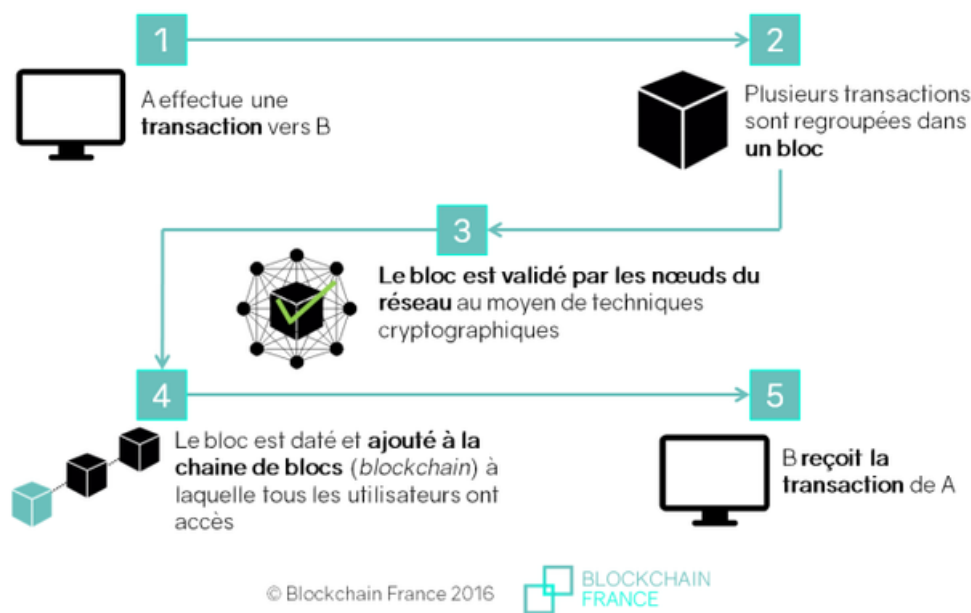 1
A effectue une
transaction vers B
2
Plusieurs transactions
sont regroupées dans
un bloc
3
Le bloc est validé par les nœuds du
réseau au moyen de techniques
cryptographiques
4
Le bloc est daté et ajouté à la
chaine de blocs (blockchain) à
laquelle tous les utilisateurs ont
accès
5
B reçoit la
transaction de A
© Blockchain France 2016
BLOCKCHAIN
FRANCE